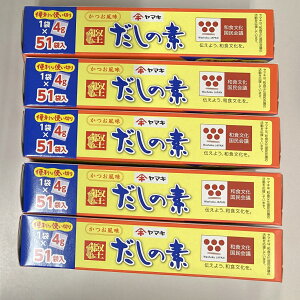 便利な使い切り
1袋 4g
×
51袋入
かつお風味
ヤマキ
だしの素
和食文化
国民会議
伝えよう、和食文化を。
便利な使い切り
1袋 4g
×
51袋入
かつお風味
ヤマキ
だしの素
和食文化
国民会議
伝えよう、和食文化を。
便利な使い切り
1袋 4g
×
51袋入
かつお風味
ヤマキ
だしの素
和食文化
国民会議
伝えよう、和食文化を。
便利な使い切り
1袋 4g
×
51袋入
かつお風味
ヤマキ
だしの素
和食文化
国民会議
伝えよう、和食文化を。
便利な使い切り
1袋 4g
×
51袋入
かつお風味
ヤマキ
だしの素
和食文化
国民会議
伝えよう、和食文化を。